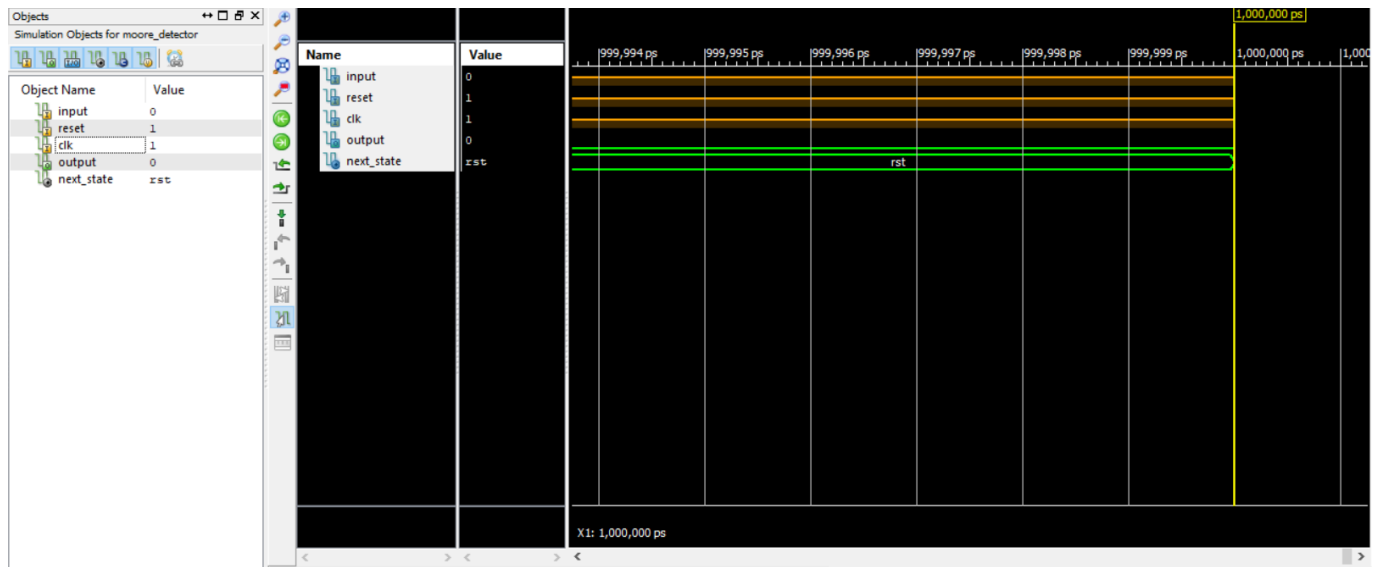 Objects
Simulation Objects for moore_detector
Object Name Value
input 0
reset 1
clk 1
output 0
next_state rst
Name Value
input 0
reset 1
clk 1
output 0
next_state rst
1,000,000 ps
999,994 ps 999,995 ps 999,996 ps 999,997 ps 999,998 ps 999,999 ps 1,000,000 ps 1,000
rst
X1: 1,000,000 ps